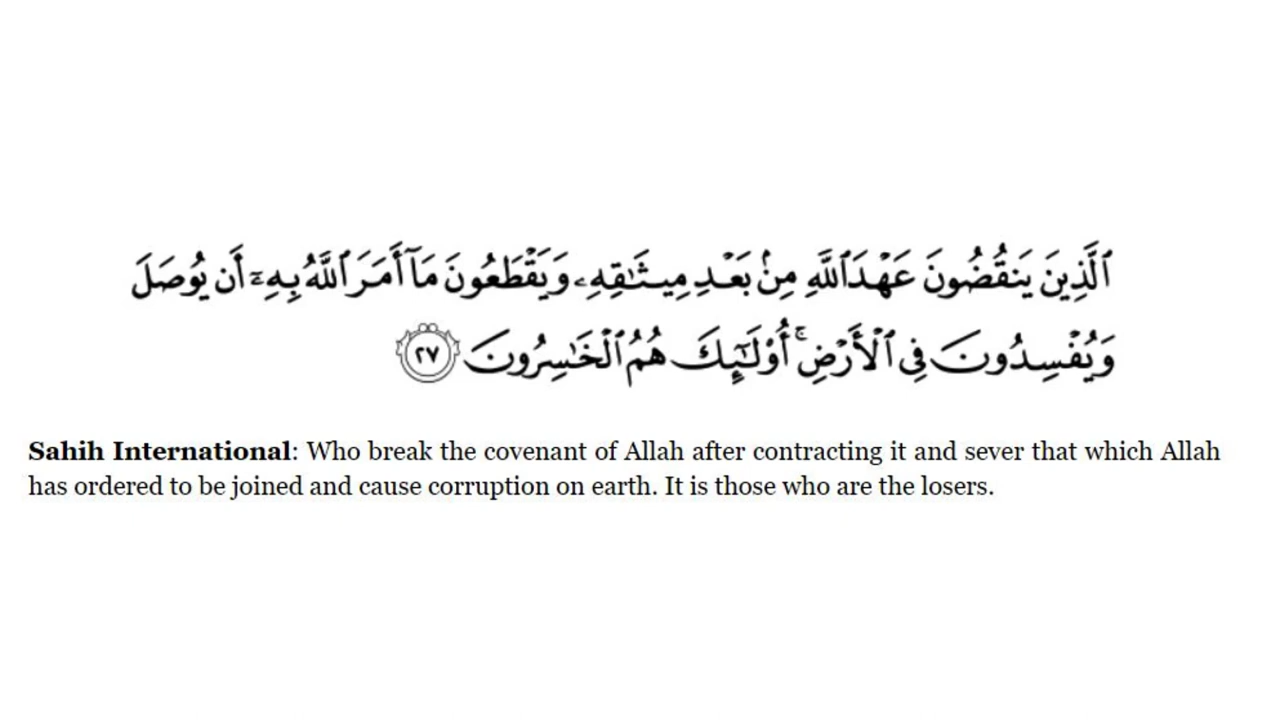 ٱلَّذِينَ يَنقُضُونَ عَهْدَ ٱللَّهِ مِنۢ بَعْدِ مِيثَٰقِهِۦ وَيَقْطَعُونَ مَآ أَمَرَ ٱللَّهُ بِهِۦٓ أَن يُوصَلَ
وَيُفْسِدُونَ فِى ٱلْأَرْضِ ۚ أُو۟لَٰٓئِكَ هُمُ ٱلْخَٰسِرُونَ ٢٧
Sahih International: Who break the covenant of Allah after contracting it and sever that which Allah
has ordered to be joined and cause corruption on earth. It is those who are the losers.